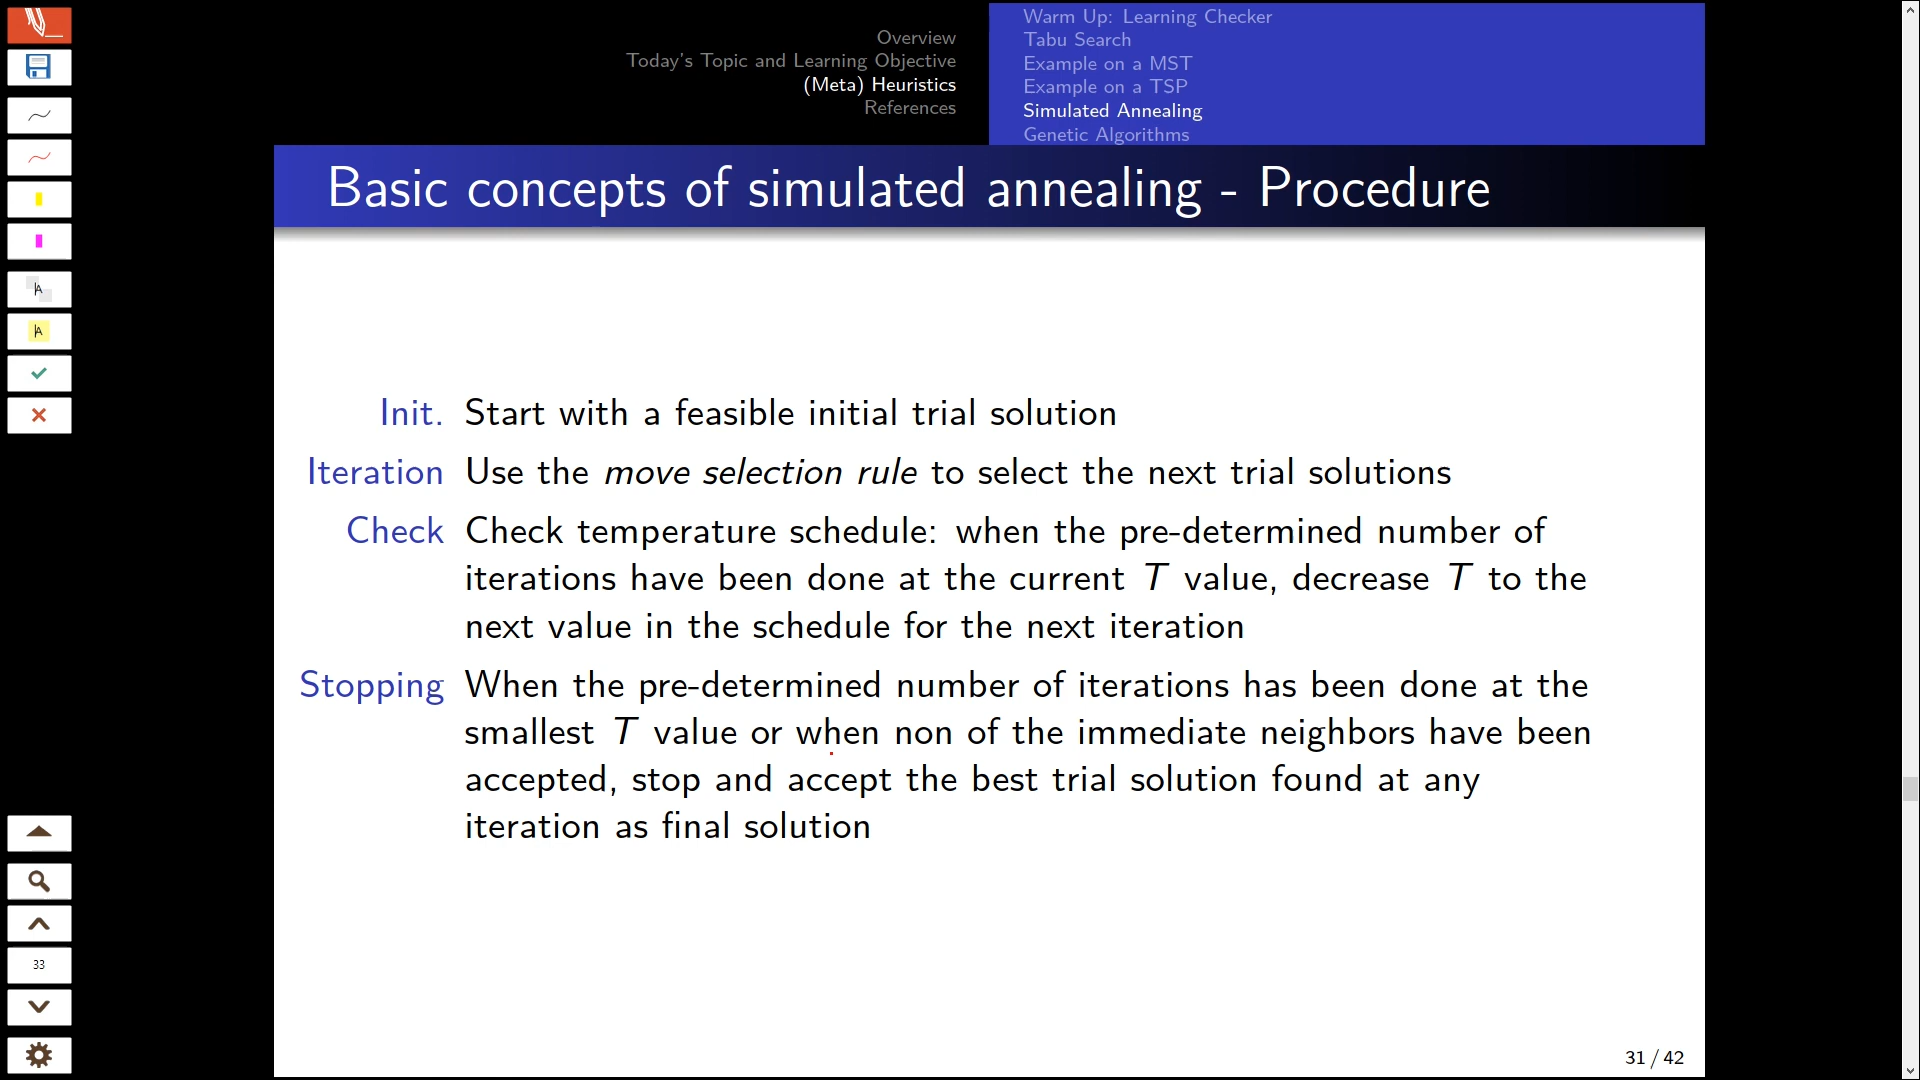 Overview
Today's Topic and Learning Objective
(Meta) Heuristics
References
Warm Up: Learning Checker
Tabu Search
Example on a MST
Example on a TSP
Simulated Annealing
Genetic Algorithms
Basic concepts of simulated annealing - Procedure
Init. Start with a feasible initial trial solution
Iteration Use the move selection rule to select the next trial solutions
Check Check temperature schedule: when the pre-determined number of
iterations have been done at the current T value, decrease T to the
next value in the schedule for the next iteration
Stopping When the pre-determined number of iterations has been done at the
smallest T value or when non of the immediate neighbors have been
accepted, stop and accept the best trial solution found at any
iteration as final solution
31 / 42
A
A
33